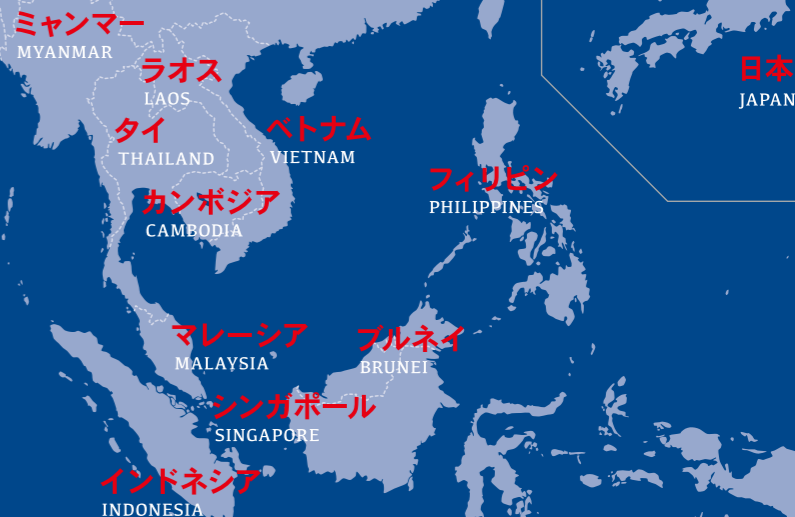 ミャンマー
MYANMAR
ラオス
LAOS
日本
JAPAN
タイ
THAILAND
ベトナム
VIETNAM
フィリピン
PHILIPPINES
カンボジア
CAMBODIA
マレーシア
MALAYSIA
ブルネイ
BRUNEI
シンガポール
SINGAPORE
インドネシア
INDONESIA